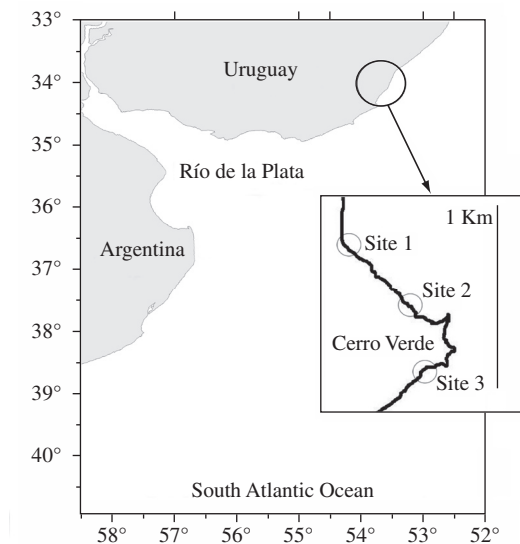 33°
34°
35°
36°
37°
38°
39°
40°
Uruguay
Río de la Plata
Argentina
1 Km
Site 1
Site 2
Cerro Verde
Site 3
South Atlantic Ocean
58° 57° 56° 55° 54° 53° 52°